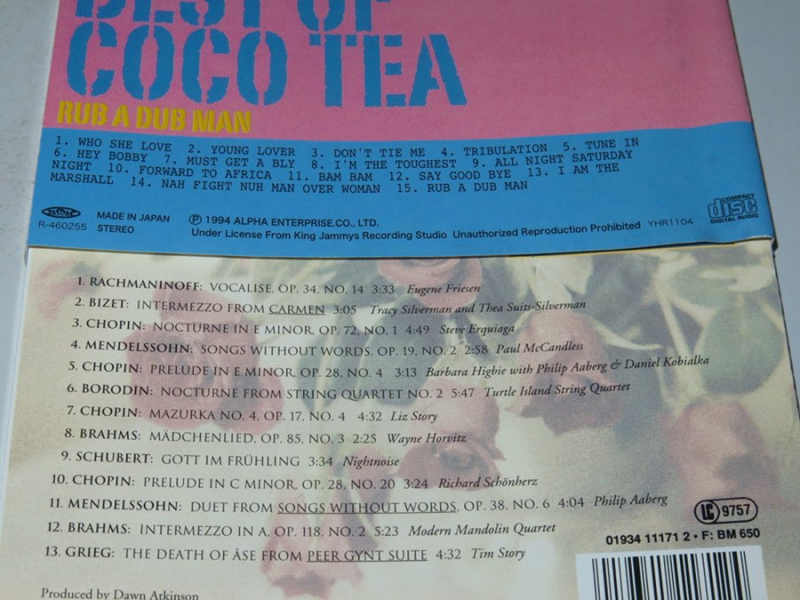 BEST OF
COCO TEA
RUB A DUB MAN
1. WHO SHE LOVE 2. YOUNG LOVER 3. DON'T TIE ME 4. TRIBULATION 5. TUNE IN
6. HEY BOBBY 7. MUST GET A BLY 8. I'M THE TOUGHEST 9. ALL NIGHT SATURDAY
NIGHT 10. FORWARD TO AFRICA 11. BAM BAM 12. SAY GOOD BYE 13. I AM THE
MARSHALL 14. NAH FIGHT NUH MAN OVER WOMAN 15. RUB A DUB MAN
R-460255
MADE IN JAPAN
STEREO
℗ 1994 ALPHA ENTERPRISE.CO., LTD.
Under License From King Jammys Recording Studio Unauthorized Reproduction Prohibited YHR1104
COMPACT
disc
DIGITAL AUDIO
1. RACHMANINOFF: VOCALISE, OP. 34, NO. 14 3:33 Eugene Friesen
2. BIZET: INTERMEZZO FROM CARMEN 3:05 Tracy Silverman and Thea Suits-Silverman
3. CHOPIN: NOCTURNE IN E MINOR, OP. 72, NO. 1 4:49 Steve Erquiaga
4. MENDELSSOHN: SONGS WITHOUT WORDS, OP. 19, NO. 2 2:58 Paul McCandless
5. CHOPIN: PRELUDE IN E MINOR, OP. 28, NO. 4 3:13 Barbara Higbie with Philip Aaberg & Daniel Kobialka
6. BORODIN: NOCTURNE FROM STRING QUARTET NO. 2 5:47 Turtle Island String Quartet
7. CHOPIN: MAZURKA NO. 4, OP. 17, NO. 4 4:32 Liz Story
8. BRAHMS: MÄDCHENLIED, OP. 85, NO. 3 2:25 Wayne Horvitz
9. SCHUBERT: GOTT IM FRÜHLING 3:34 Nightnoise
10. CHOPIN: PRELUDE IN C MINOR, OP. 28, NO. 20 3:24 Richard Schönherz
11. MENDELSSOHN: DUET FROM SONGS WITHOUT WORDS, OP. 38, NO. 6 4:04 Philip Aaberg
12. BRAHMS: INTERMEZZO IN A, OP. 118, NO. 2 5:23 Modern Mandolin Quartet
13. GRIEG: THE DEATH OF ÅSE FROM PEER GYNT SUITE 4:32 Tim Story
LC 9757
01934 11171 2 • F: BM 650
Produced by Dawn Atkinson